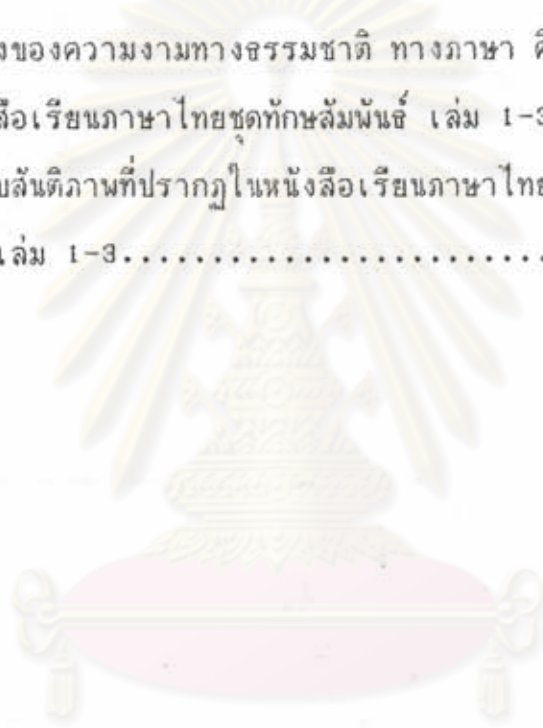 งของความงามทางธรรมชาติ ทางภาษา ศิ
สือเรียนภาษาไทยชุดทักษสัมพันธ์ เล่ม 1-3
บสันติภาพที่ปรากฏในหนังสือเรียนภาษาไทย
เล่ม 1-3........................